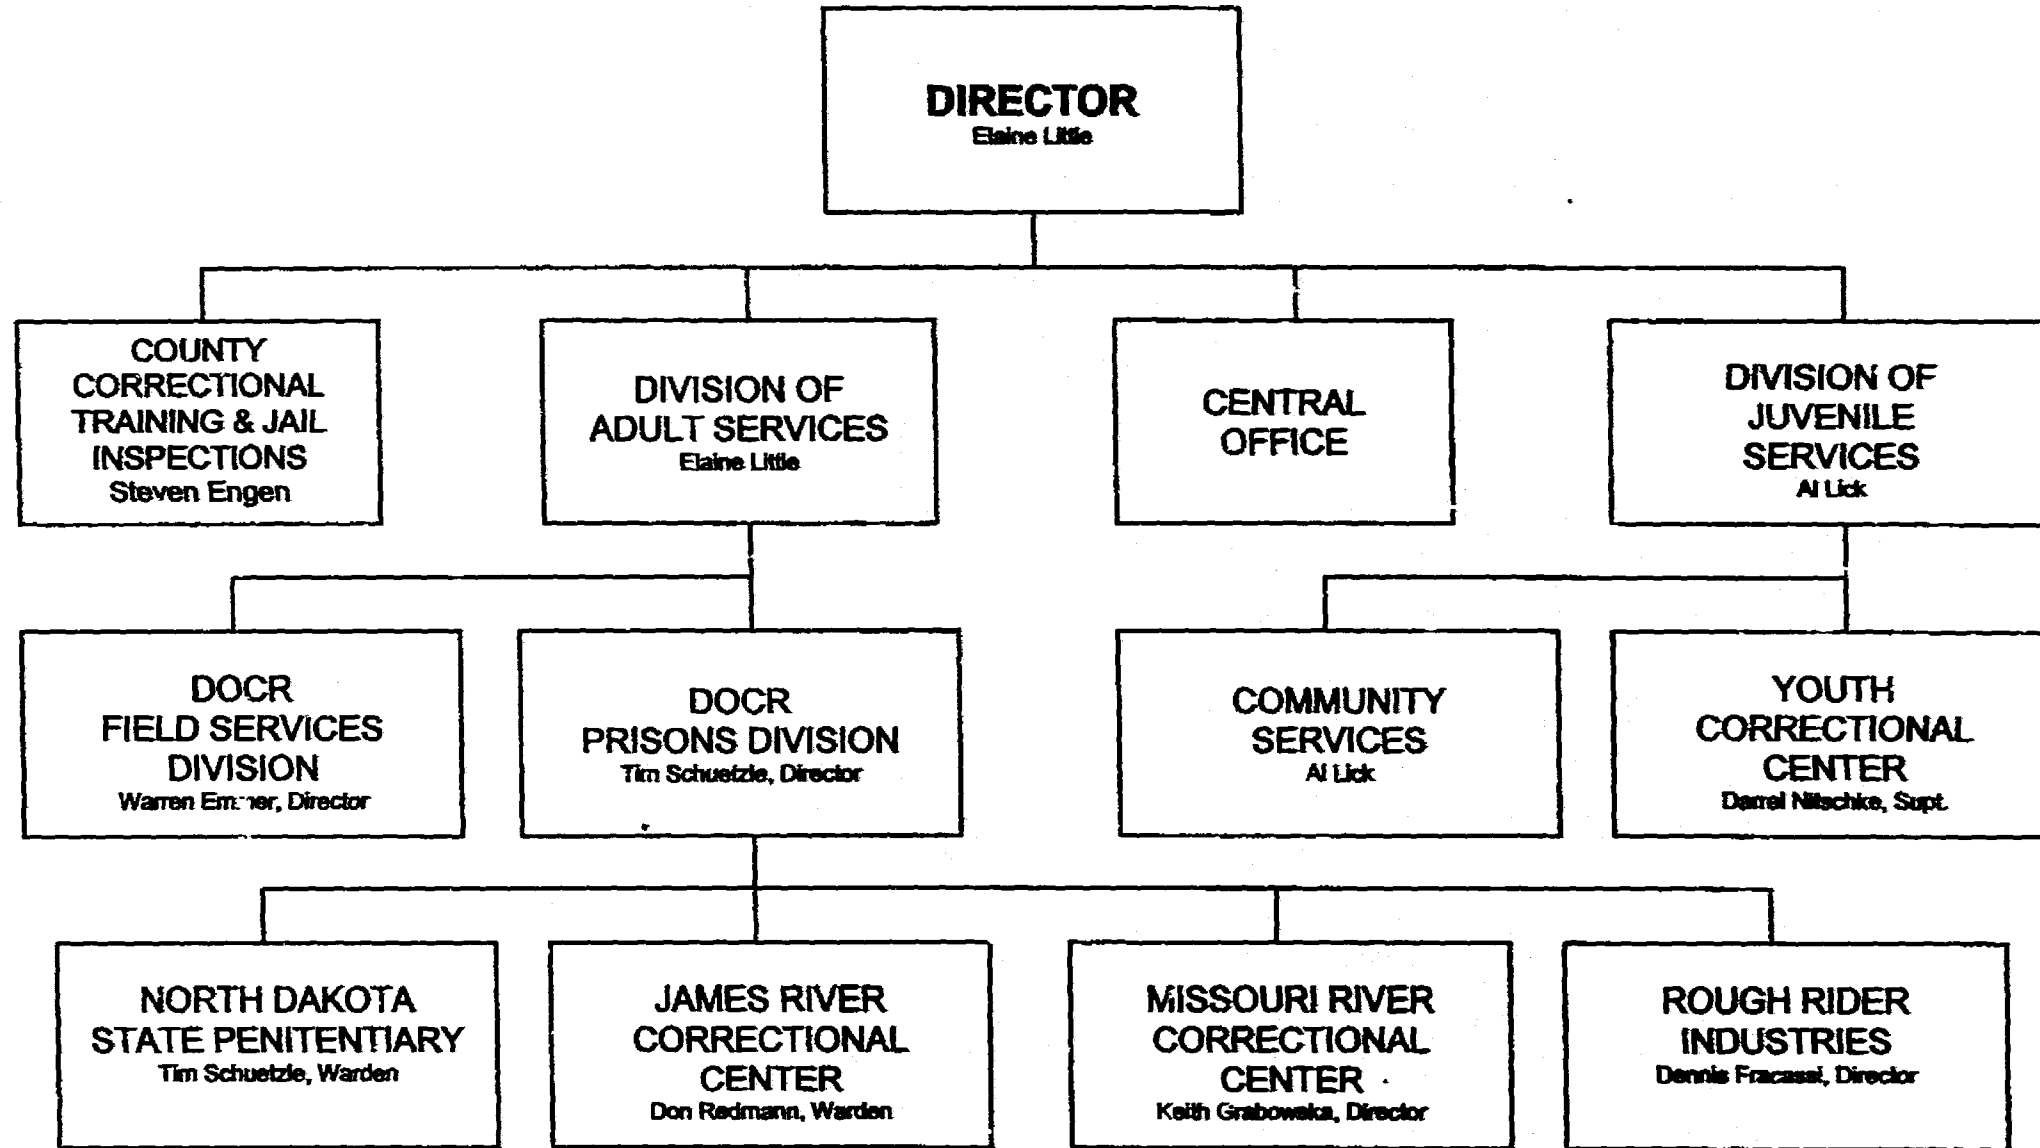 DIRECTOR
Elaine Little
COUNTY
CORRECTIONAL
TRAINING & JAIL
INSPECTIONS
Steven Engen
DIVISION OF
ADULT SERVICES
Elaine Little
CENTRAL
OFFICE
DIVISION OF
JUVENILE
SERVICES
Al Lick
DOCR
FIELD SERVICES
DIVISION
Warren Director
DOCR
PRISONS DIVISION
Tim Schuetzle, Director
COMMUNITY
SERVICES
Al Lick
YOUTH
CORRECTIONAL
CENTER
Darrel Nitschke, Supt.
NORTH DAKOTA
STATE PENITENTIARY
Tim Schuetzle, Warden
JAMES RIVER
CORRECTIONAL
CENTER
Don Redmann, Warden
MISSOURI RIVER
CORRECTIONAL
CENTER
Keith Grabowska, Director
ROUGH RIDER
INDUSTRIES
Dennis Fracassi, Director